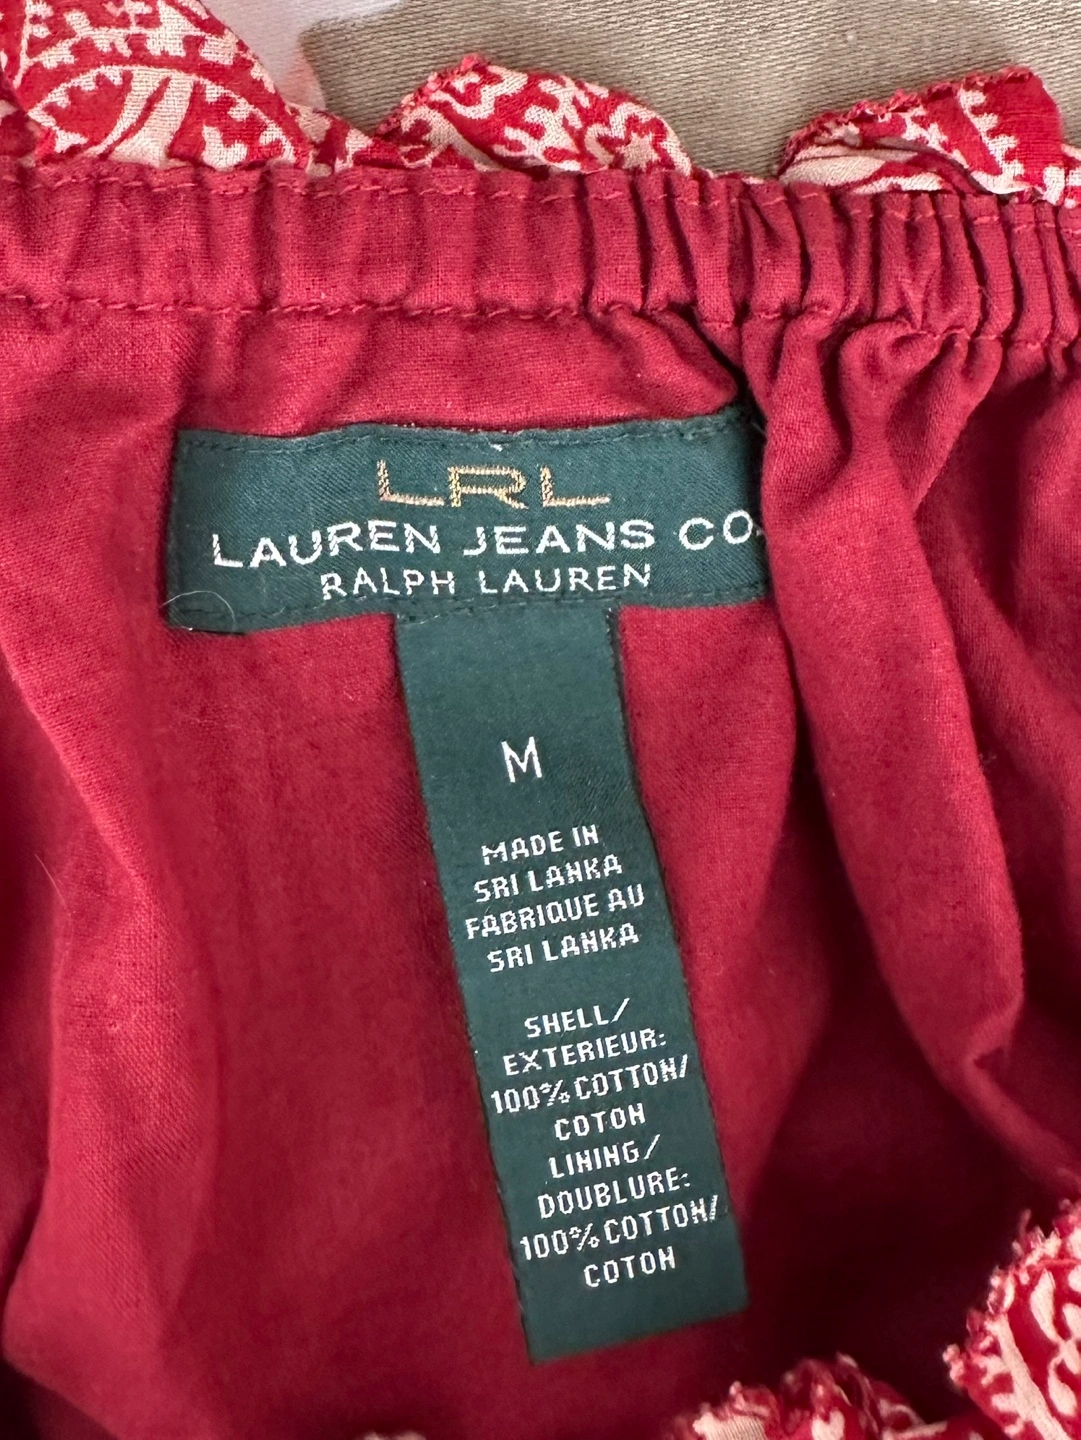 LRL
LAUREN JEANS CO.
RALPH LAUREN
M
MADE IN
SRI LANKA
FABRIQUE AU
SRI LANKA
SHELL/
EXTERIEUR:
100% COTTON/
COTON
LINING/
DOUBLURE:
100% COTTON/
COTON